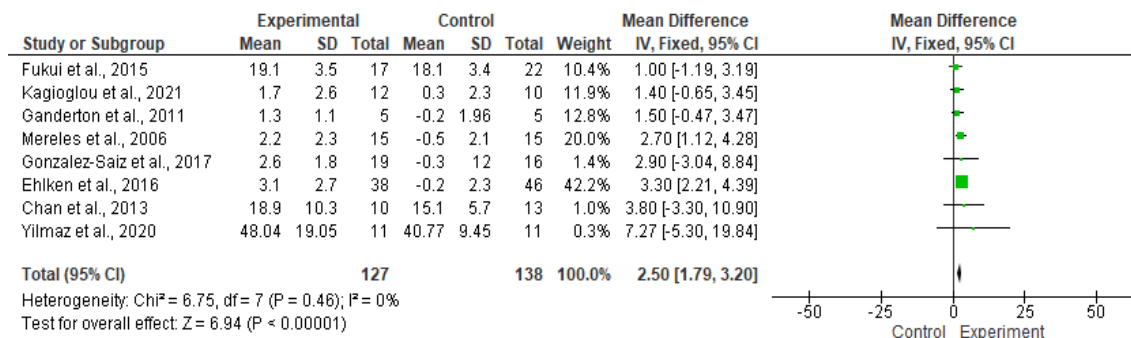 Experimental Control Mean Difference Mean Difference
Study or Subgroup Mean SD Total Mean SD Total Weight IV, Fixed, 95% CI IV, Fixed, 95% CI
Fukui et al., 2015 19.1 3.5 17 18.1 3.4 22 10.4% 1.00 [-1.19, 3.19]
Kagioglou et al., 2021 1.7 2.6 12 0.3 2.3 10 11.9% 1.40 [-0.65, 3.45]
Ganderton et al., 2011 1.3 1.1 5 -0.2 1.96 5 12.8% 1.50 [-0.47, 3.47]
Mereles et al., 2006 2.2 2.3 15 -0.5 2.1 15 20.0% 2.70 [1.12, 4.28]
Gonzalez-Saiz et al., 2017 2.6 1.8 19 -0.3 12 16 1.4% 2.90 [-3.04, 8.84]
Ehlken et al., 2016 3.1 2.7 38 -0.2 2.3 46 42.2% 3.30 [2.21, 4.39]
Chan et al., 2013 18.9 10.3 10 15.1 5.7 13 1.0% 3.80 [-3.30, 10.90]
Yilmaz et al., 2020 48.04 19.05 11 40.77 9.45 11 0.3% 7.27 [-5.30, 19.84]
Total (95% CI) 127 138 100.0% 2.50 [1.79, 3.20]
Heterogeneity: Chi² = 6.75, df = 7 (P = 0.46); I² = 0%
Test for overall effect: Z = 6.94 (P < 0.00001)
-50 -25 0 25 50
Control Experiment